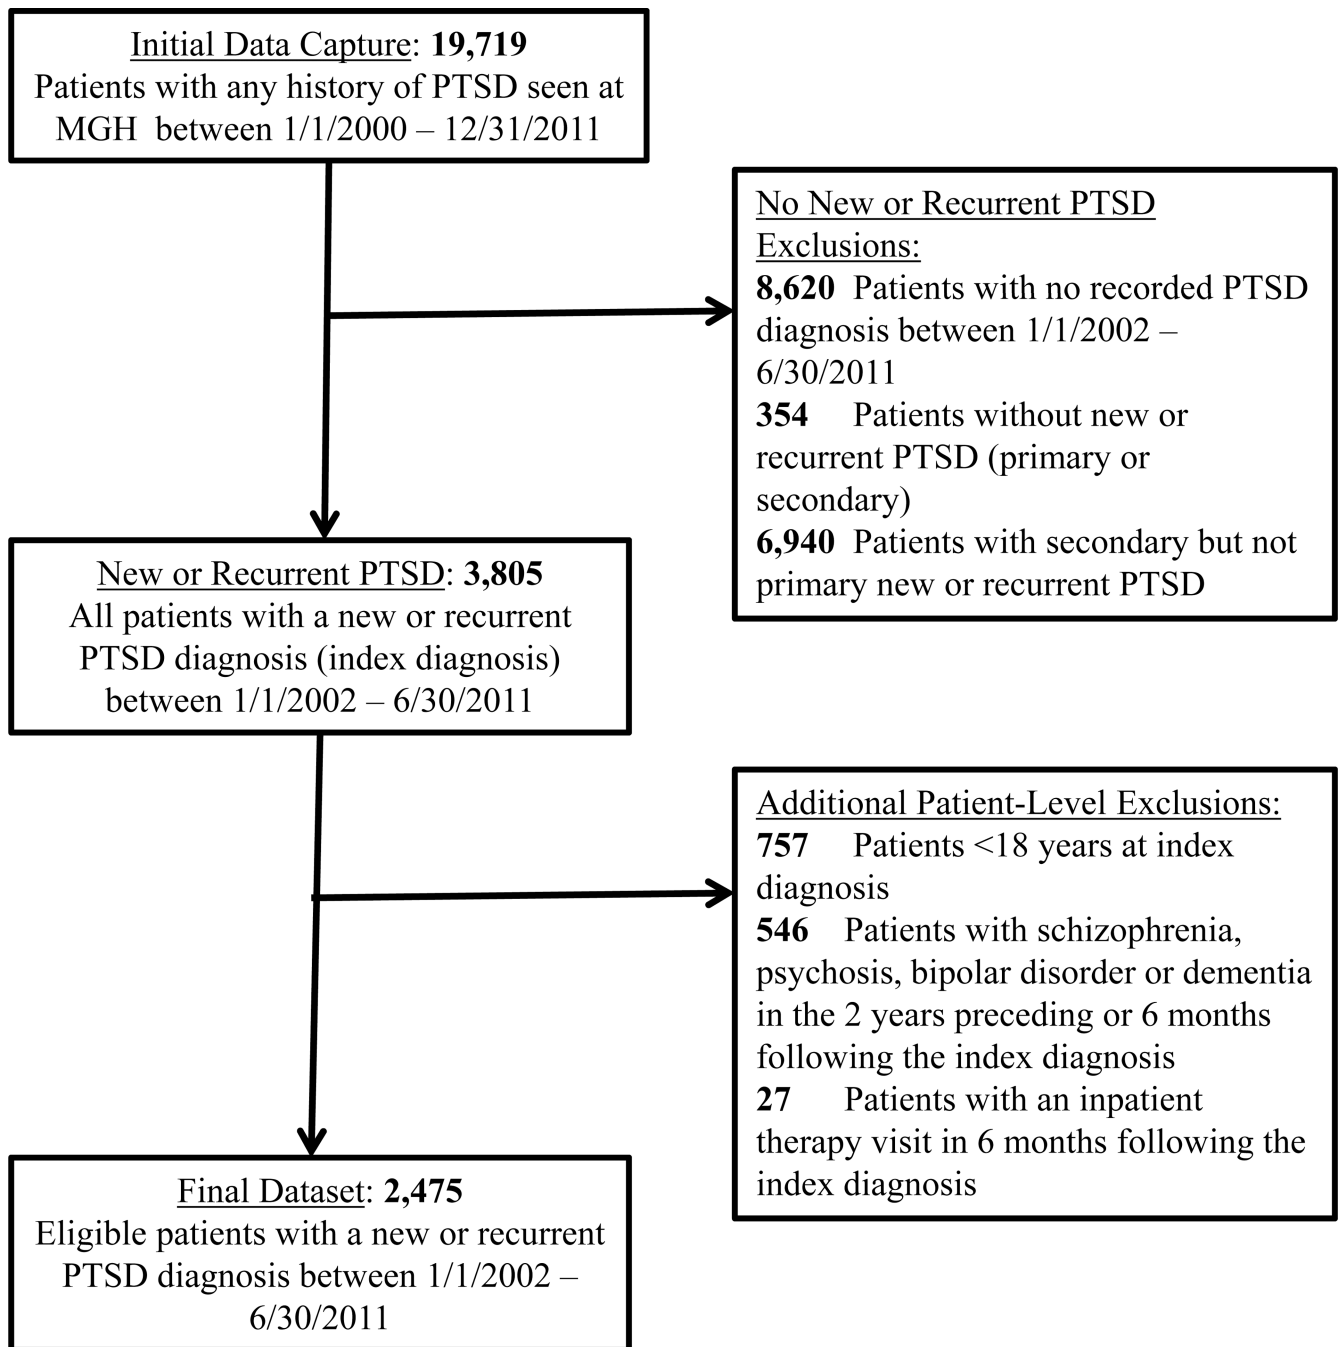 Initial Data Capture: 19,719
Patients with any history of PTSD seen at
MGH between 1/1/2000 – 12/31/2011
No New or Recurrent PTSD
Exclusions:
8,620 Patients with no recorded PTSD
diagnosis between 1/1/2002 –
6/30/2011
354 Patients without new or
recurrent PTSD (primary or
secondary)
6,940 Patients with secondary but not
primary new or recurrent PTSD
New or Recurrent PTSD: 3,805
All patients with a new or recurrent
PTSD diagnosis (index diagnosis)
between 1/1/2002 – 6/30/2011
Additional Patient-Level Exclusions:
757 Patients <18 years at index
diagnosis
546 Patients with schizophrenia,
psychosis, bipolar disorder or dementia
in the 2 years preceding or 6 months
following the index diagnosis
27 Patients with an inpatient
therapy visit in 6 months following the
index diagnosis
Final Dataset: 2,475
Eligible patients with a new or recurrent
PTSD diagnosis between 1/1/2002 –
6/30/2011